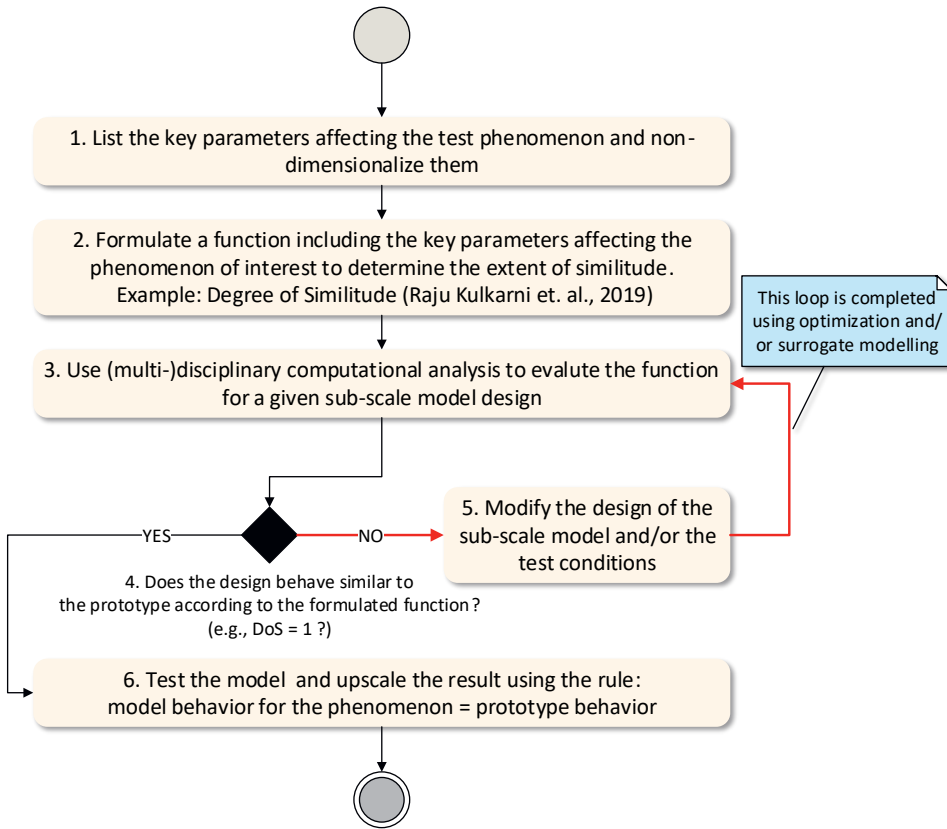 1. List the key parameters affecting the test phenomenon and non-
dimensionalize them
2. Formulate a function including the key parameters affecting the
phenomenon of interest to determine the extent of similitude.
Example: Degree of Similitude (Raju Kulkarni et. al., 2019)
This loop is completed
using optimization and/
or surrogate modelling
3. Use (multi-)disciplinary computational analysis to evalute the function
for a given sub-scale model design
5. Modify the design of the
sub-scale model and/or the
test conditions
YES
NO
4. Does the design behave similar to
the prototype according to the formulated function?
(e.g., DoS = 1 ?)
6. Test the model and upscale the result using the rule:
model behavior for the phenomenon = prototype behavior